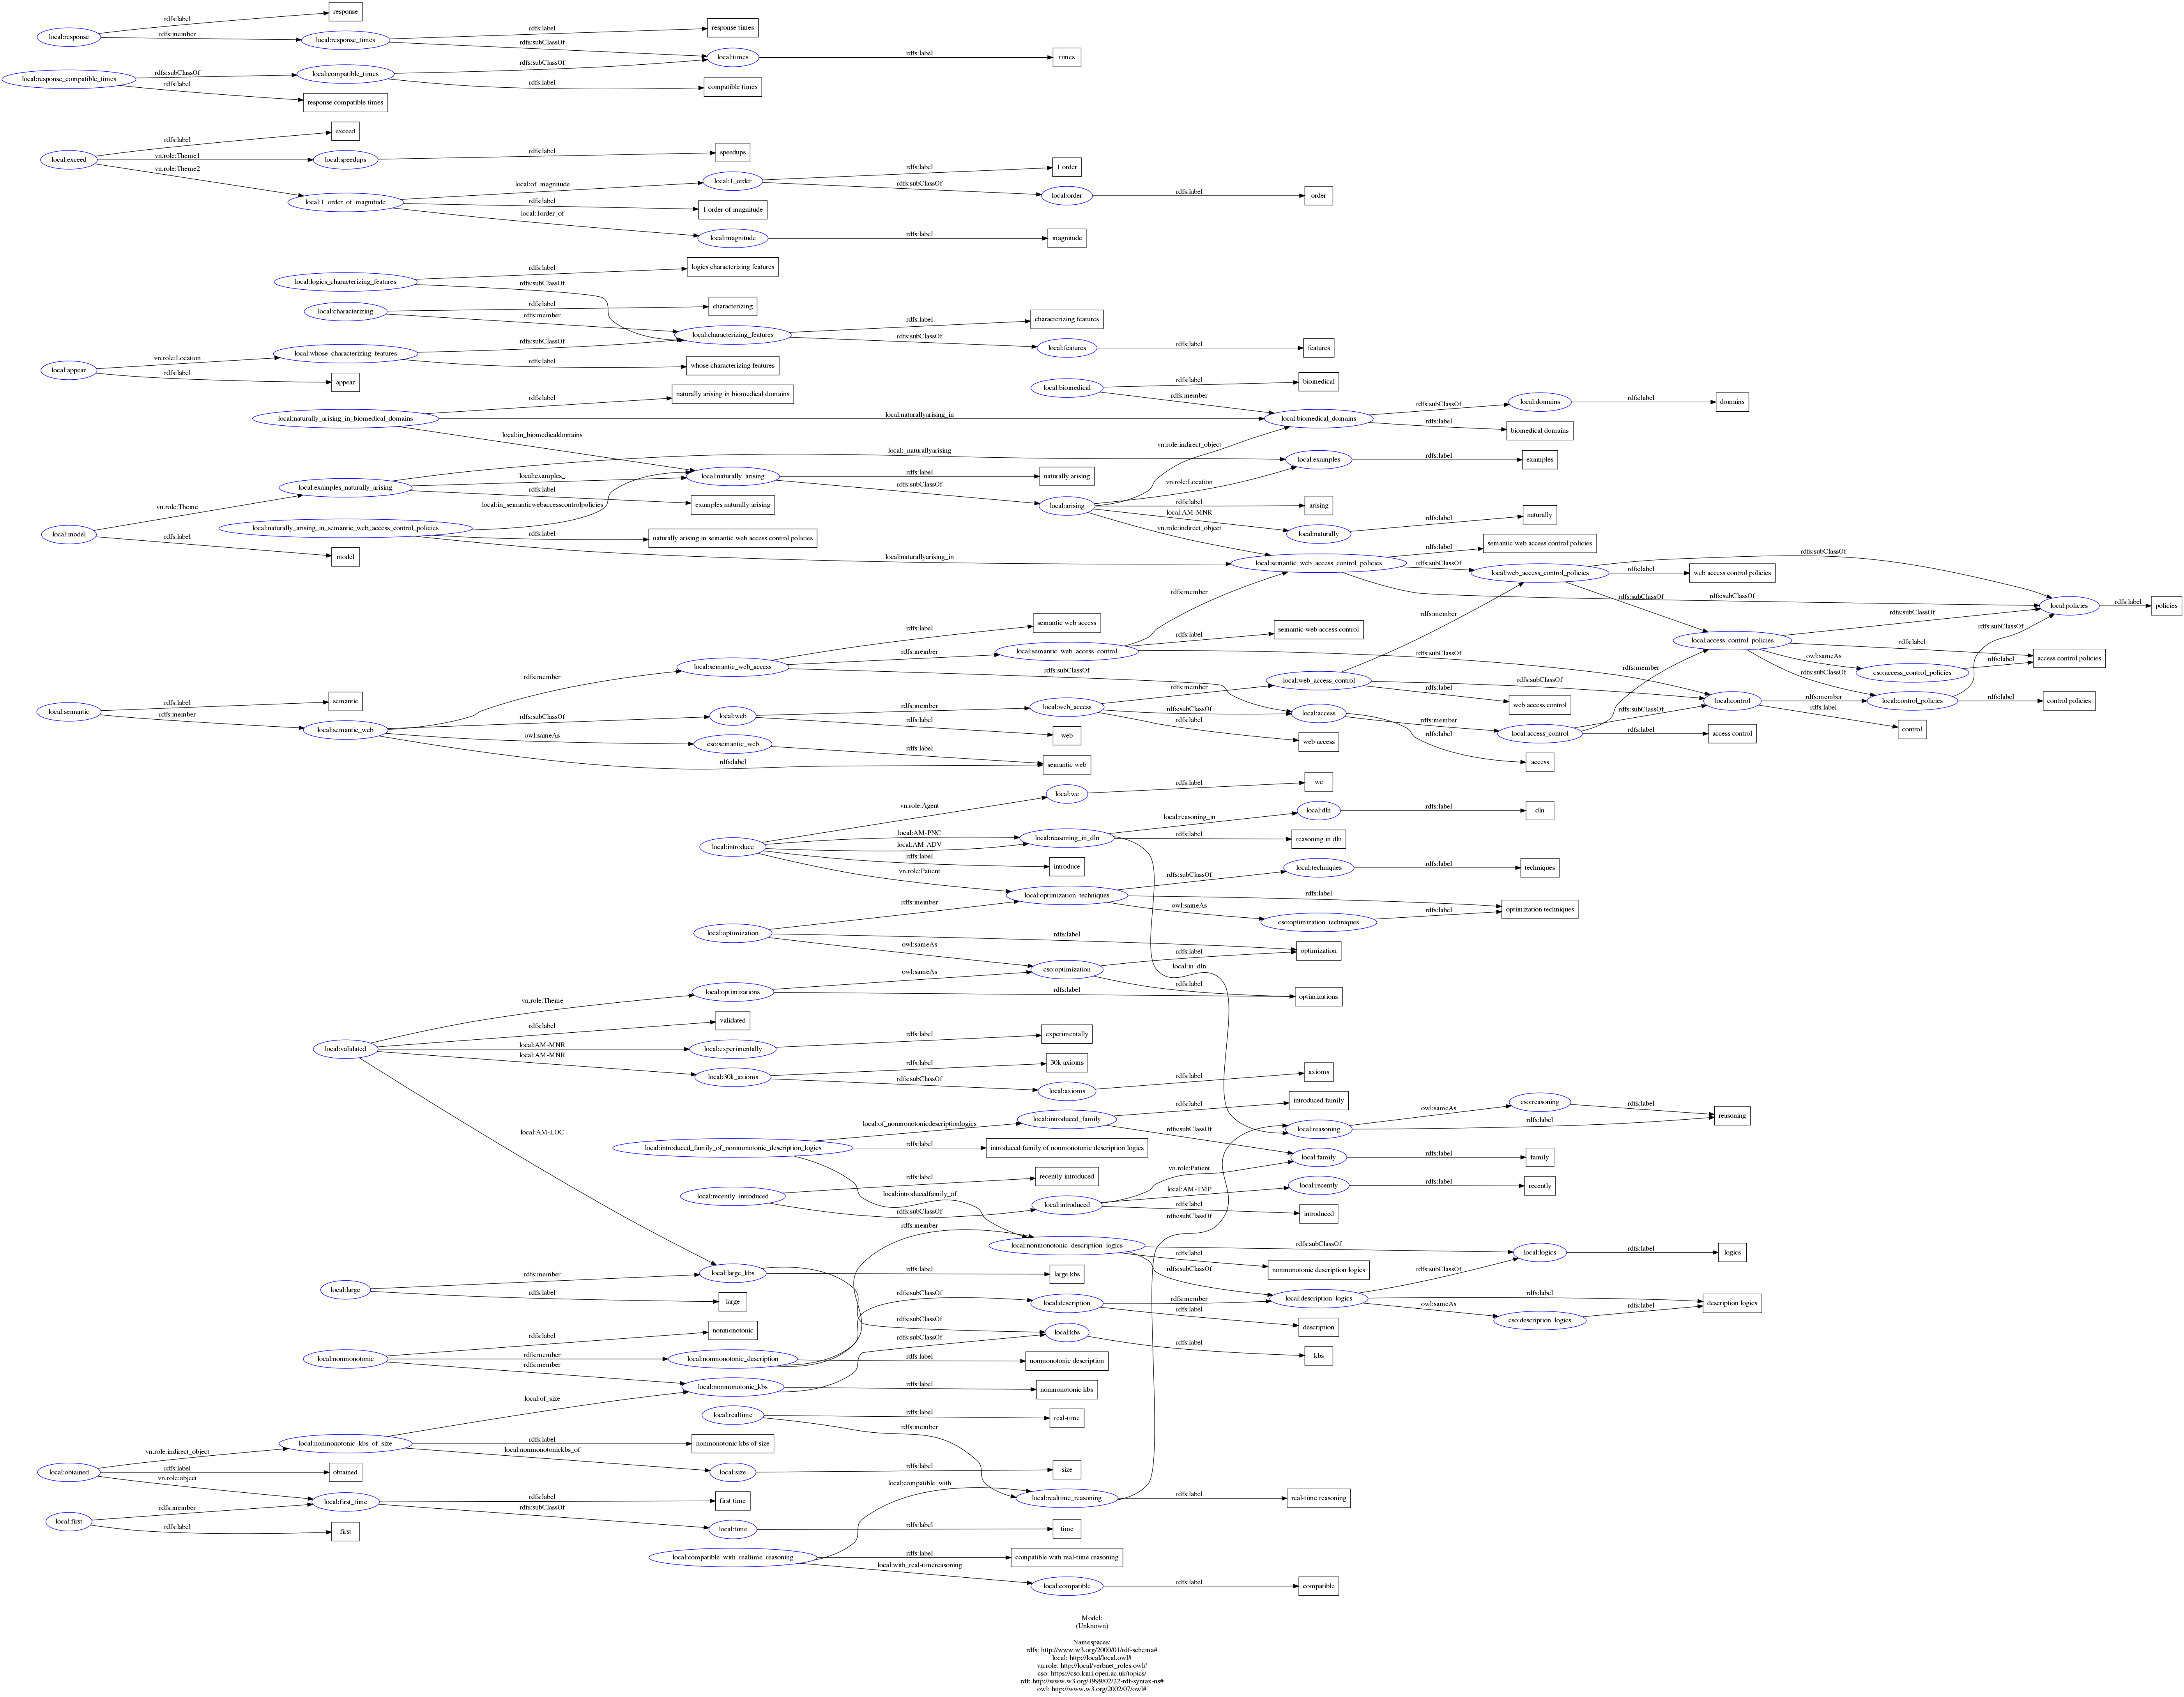 rdfs:label
response
local:response
rdfs:member
local:response_times
rdfs:label
response times
rdfs:subClassOf
local:times
rdfs:label
times
local:response_compatible_times
rdfs:subClassOf
local:compatible_times
rdfs:subClassOf
rdfs:label
compatible times
rdfs:label
response compatible times
rdfs:label
exceed
local:exceed
vn.role:Theme1
local:speedups
rdfs:label
speedups
vn.role:Theme2
local:1_order_of_magnitude
local:of_magnitude
local:1_order
rdfs:label
1 order
rdfs:subClassOf
local:order
rdfs:label
order
rdfs:label
1 order of magnitude
local:1order_of
local:magnitude
rdfs:label
magnitude
local:logics_characterizing_features
rdfs:label
logics characterizing features
rdfs:subClassOf
local:characterizing
rdfs:label
characterizing
rdfs:member
local:characterizing_features
rdfs:label
characterizing features
rdfs:subClassOf
local:features
rdfs:label
features
local:appear
vn.role:Location
local:whose_characterizing_features
rdfs:subClassOf
rdfs:label
whose characterizing features
rdfs:label
appear
local:biomedical
rdfs:label
biomedical
rdfs:member
local:naturally_arising_in_biomedical_domains
rdfs:label
naturally arising in biomedical domains
local:naturallyarising_in
local:biomedical_domains
rdfs:subClassOf
local:domains
rdfs:label
domains
rdfs:label
biomedical domains
local:in_biomedicaldomains
vn.role:indirect_object
local:_naturallyarising
local:examples
rdfs:label
examples
local:model
vn.role:Theme
local:examples_naturally_arising
local:examples_
local:naturally_arising
rdfs:label
naturally arising
rdfs:subClassOf
vn.role:Location
rdfs:label
examples naturally arising
local:in_semanticwebaccesscontrolpolicies
local:arising
rdfs:label
arising
local:AM-MNR
local:naturally
rdfs:label
naturally
rdfs:label
model
local:naturally_arising_in_semantic_web_access_control_policies
rdfs:label
naturally arising in semantic web access control policies
vn.role:indirect_object
local:naturallyarising_in
local:semantic_web_access_control_policies
rdfs:label
semantic web access control policies
rdfs:subClassOf
local:web_access_control_policies
rdfs:subClassOf
rdfs:label
web access control policies
rdfs:subClassOf
rdfs:subClassOf
local:policies
rdfs:label
policies
rdfs:member
rdfs:member
rdfs:label
semantic web access
local:semantic_web_access
rdfs:member
local:semantic_web_access_control
rdfs:label
semantic web access control
rdfs:subClassOf
rdfs:subClassOf
local:access_control_policies
rdfs:subClassOf
rdfs:subClassOf
rdfs:label
access control policies
owl:sameAs
cso:access_control_policies
rdfs:label
rdfs:subClassOf
rdfs:member
local:semantic
rdfs:label
semantic
rdfs:member
local:semantic_web
rdfs:member
rdfs:subClassOf
local:web
rdfs:member
local:web_access
rdfs:member
local:web_access_control
rdfs:subClassOf
rdfs:label
web access control
rdfs:subClassOf
local:access
rdfs:member
local:access_control
rdfs:subClassOf
local:control
rdfs:member
local:control_policies
rdfs:label
control policies
rdfs:label
control
rdfs:label
access control
rdfs:label
access
rdfs:label
web access
rdfs:label
web
owl:sameAs
cso:semantic_web
rdfs:label
semantic web
rdfs:label
local:introduce
vn.role:Agent
local:we
rdfs:label
we
local:AM-PNC
local:AM-ADV
local:reasoning_in_dln
local:reasoning_in
local:dln
rdfs:label
dln
rdfs:label
reasoning in dln
rdfs:label
introduce
vn.role:Patient
local:optimization_techniques
rdfs:subClassOf
local:techniques
rdfs:label
techniques
rdfs:label
optimization techniques
owl:sameAs
cso:optimization_techniques
rdfs:label
local:optimization
rdfs:member
rdfs:label
optimization
owl:sameAs
cso:optimization
rdfs:label
local:in_dln
rdfs:label
optimizations
local:optimizations
owl:sameAs
rdfs:label
local:validated
vn.role:Theme
rdfs:label
validated
local:AM-MNR
local:experimentally
rdfs:label
experimentally
local:AM-MNR
local:30k_axioms
rdfs:label
30k axioms
rdfs:subClassOf
local:axioms
rdfs:label
axioms
local:AM-LOC
local:introduced_family_of_nonmonotonic_description_logics
local:of_nonmonotonicdescriptionlogics
local:introduced_family
rdfs:label
introduced family
rdfs:subClassOf
local:reasoning
owl:sameAs
cso:reasoning
rdfs:label
reasoning
rdfs:label
rdfs:label
introduced family of nonmonotonic description logics
local:introducedfamily_of
local:family
rdfs:label
family
local:recently_introduced
rdfs:label
recently introduced
rdfs:subClassOf
local:introduced
vn.role:Patient
local:AM-TMP
local:recently
rdfs:label
recently
rdfs:label
introduced
rdfs:subClassOf
rdfs:member
local:nonmonotonic_description_logics
rdfs:subClassOf
local:logics
rdfs:label
logics
rdfs:label
nonmonotonic description logics
rdfs:subClassOf
local:large
rdfs:member
local:large_kbs
rdfs:label
large kbs
rdfs:label
large
rdfs:subClassOf
local:description
rdfs:member
local:description_logics
rdfs:subClassOf
rdfs:label
description logics
owl:sameAs
cso:description_logics
rdfs:label
rdfs:label
description
rdfs:subClassOf
local:kbs
rdfs:label
kbs
local:nonmonotonic
rdfs:label
nonmonotonic
rdfs:member
local:nonmonotonic_description
rdfs:label
nonmonotonic description
rdfs:member
local:nonmonotonic_kbs
rdfs:subClassOf
rdfs:label
nonmonotonic kbs
local:of_size
local:realtime
rdfs:label
real-time
rdfs:member
local:obtained
vn.role:indirect_object
local:nonmonotonic_kbs_of_size
rdfs:label
nonmonotonic kbs of size
local:nonmonotonickbs_of
local:size
rdfs:label
size
rdfs:label
obtained
vn.role:object
local:first
rdfs:member
local:first_time
rdfs:label
first time
rdfs:subClassOf
local:time
rdfs:label
time
rdfs:label
first
local:compatible_with
local:realtime_reasoning
rdfs:label
real-time reasoning
local:compatible_with_realtime_reasoning
rdfs:label
compatible with real-time reasoning
local:with_real-timereasoning
local:compatible
rdfs:label
compatible
Model:
(Unknown)
Namespaces:
rdfs: http://www.w3.org/2000/01/rdf-schema#
local: http://local/local.owl#
vn.role: http://local/verbnet_roles.owl#
cso: https://cso.kmi.open.ac.uk/topics/
rdf: http://www.w3.org/1999/02/22-rdf-syntax-ns#
owl: http://www.w3.org/2002/07/owl#